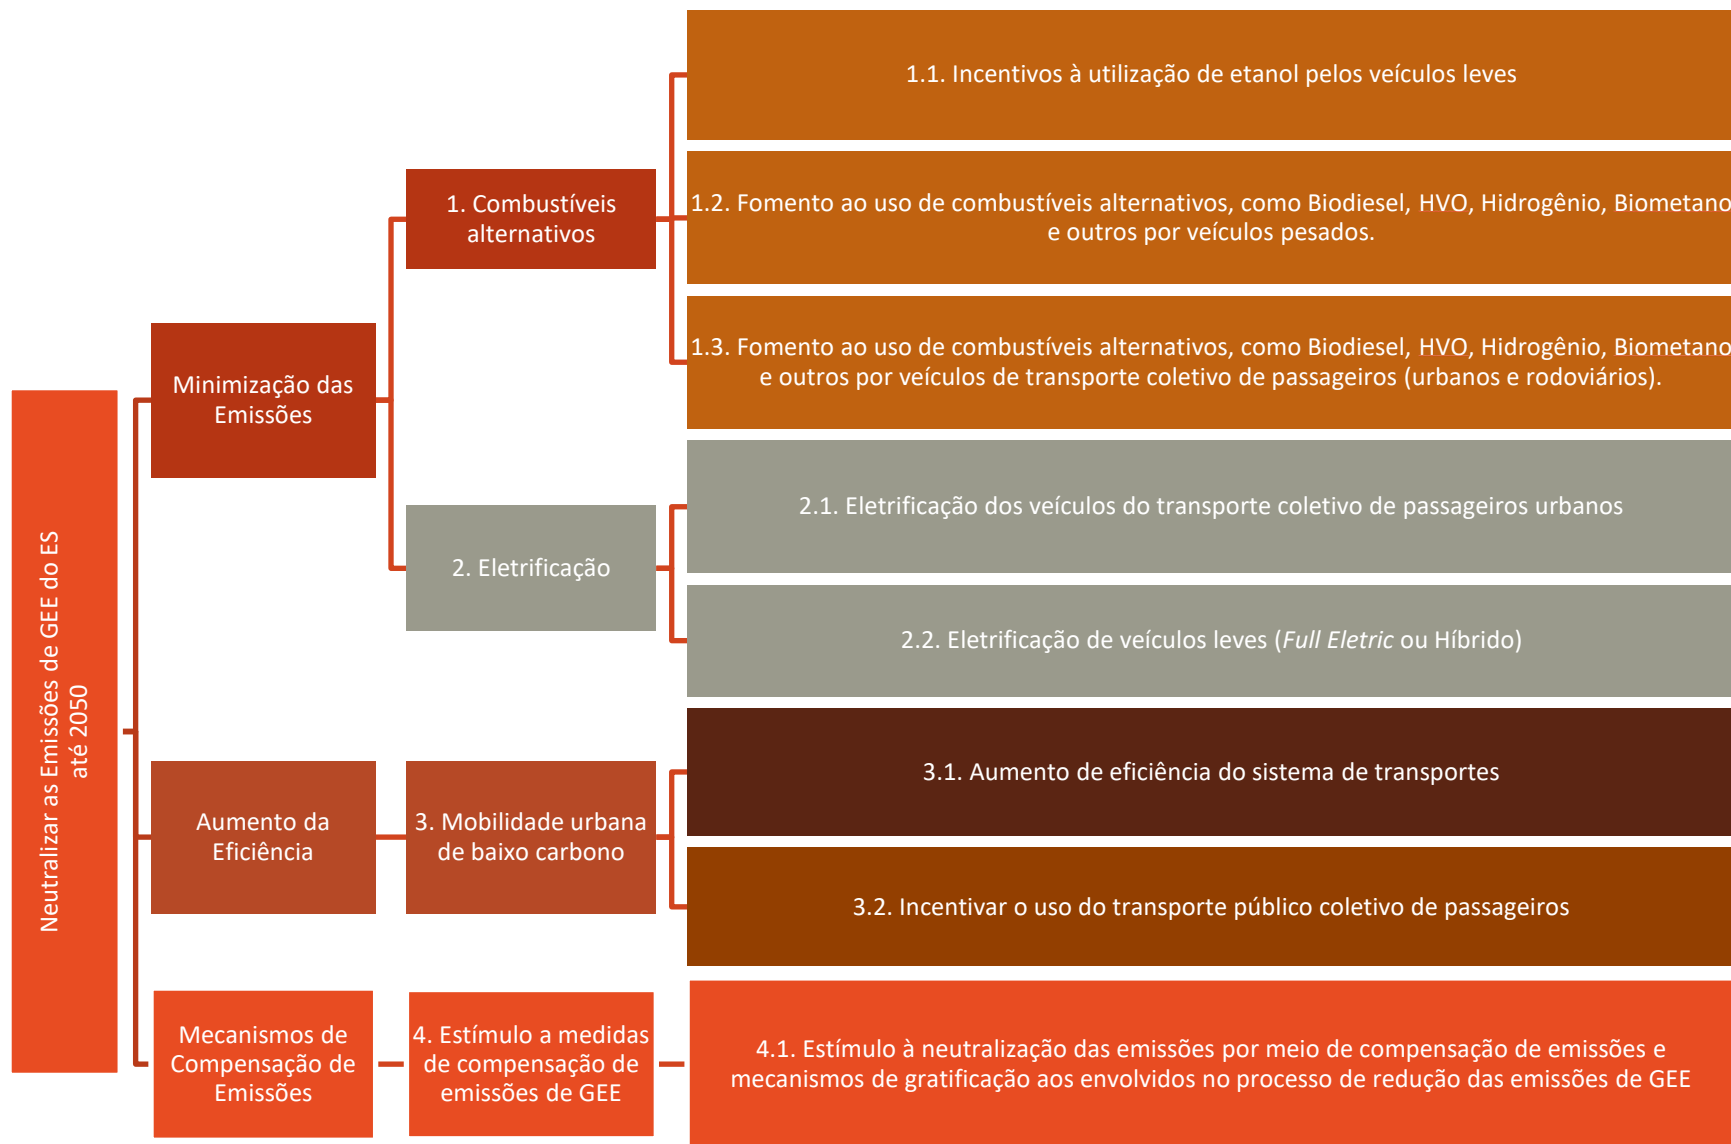 Neutralizar as Emissões de GEE do ES
até 2050
Minimização das
Emissões
1. Combustíveis
alternativos
1.1. Incentivos à utilização de etanol pelos veículos leves
1.2. Fomento ao uso de combustíveis alternativos, como Biodiesel, HVO, Hidrogênio, Biometano
e outros por veículos pesados.
1.3. Fomento ao uso de combustíveis alternativos, como Biodiesel, HVO, Hidrogênio, Biometano
e outros por veículos de transporte coletivo de passageiros (urbanos e rodoviários).
2. Eletrificação
2.1. Eletrificação dos veículos do transporte coletivo de passageiros urbanos
2.2. Eletrificação de veículos leves (Full Eletric ou Híbrido)
Aumento da
Eficiência
3. Mobilidade urbana
de baixo carbono
3.1. Aumento de eficiência do sistema de transportes
3.2. Incentivar o uso do transporte público coletivo de passageiros
Mecanismos de
Compensação de
Emissões
4. Estímulo a medidas
de compensação de
emissões de GEE
4.1. Estímulo à neutralização das emissões por meio de compensação de emissões e
mecanismos de gratificação aos envolvidos no processo de redução das emissões de GEE